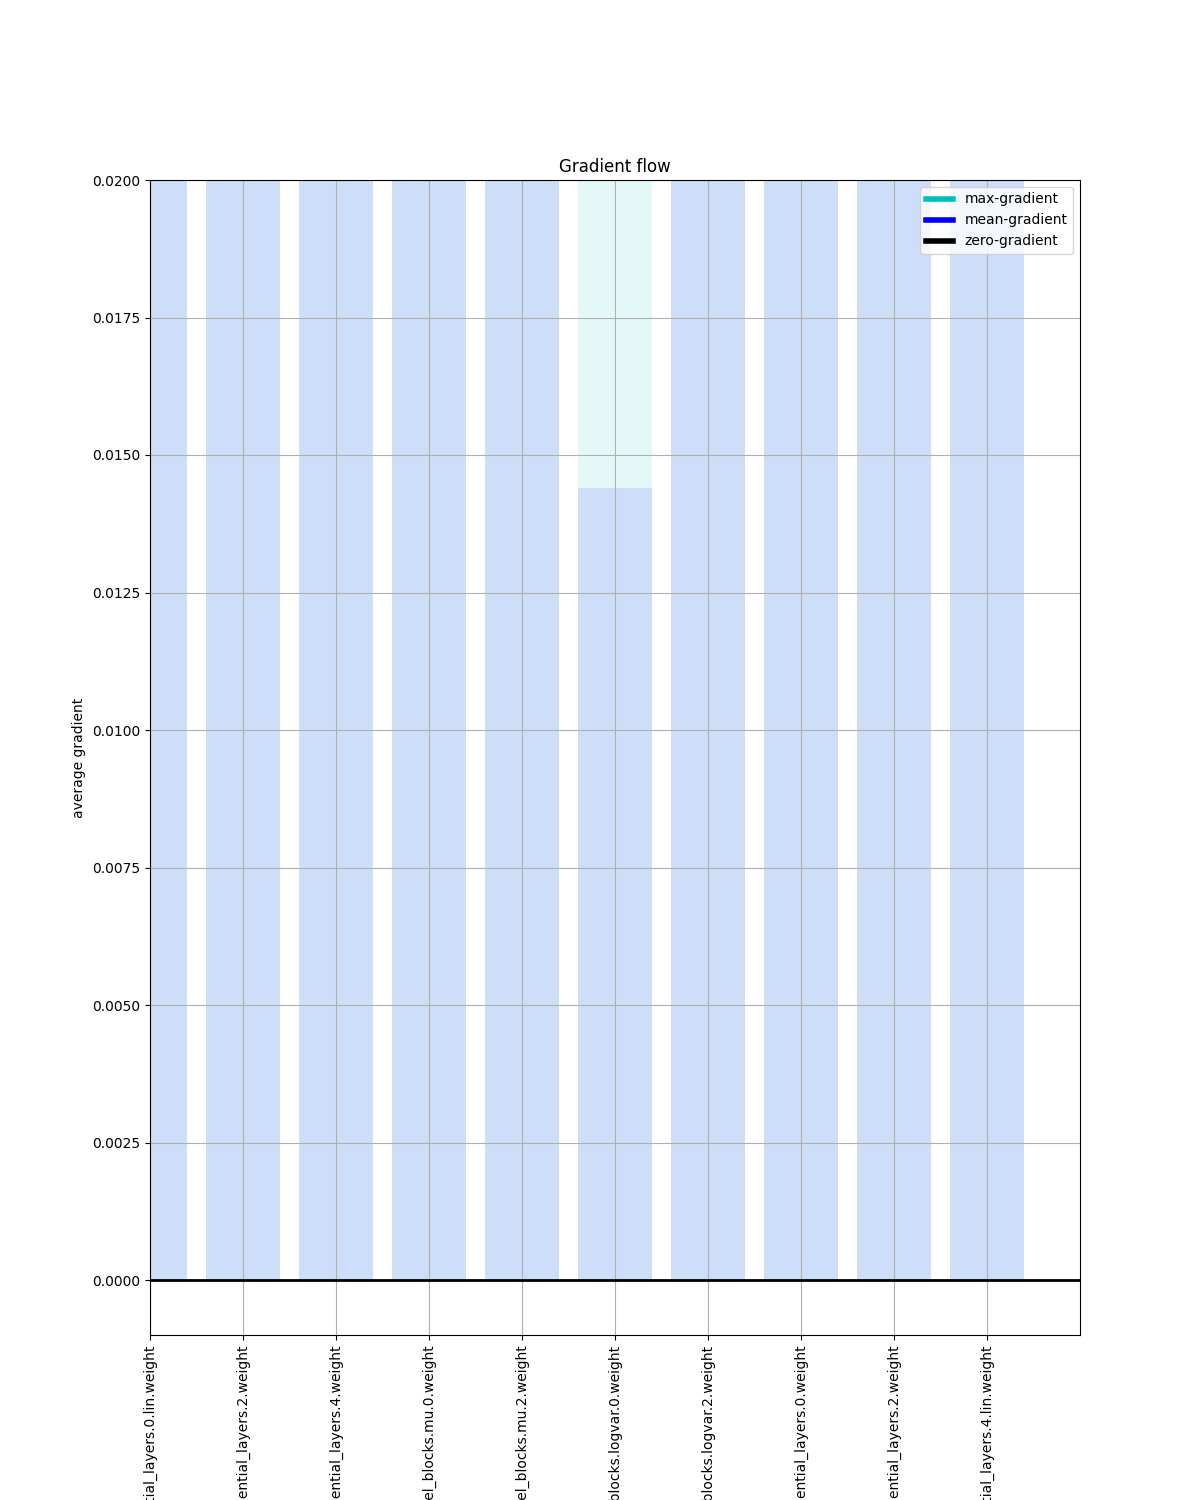 Gradient flow
max-gradient
mean-gradient
zero-gradient
0.0200
0.0175
0.0150
0.0125
0.0100
0.0075
0.0050
0.0025
0.0000
average gradient
tial_layers.0.lin.weight
ential_layers.2.weight
ential_layers.4.weight
el_blocks.mu.0.weight
el_blocks.mu.2.weight
blocks.logvar.0.weight
blocks.logvar.2.weight
ential_layers.0.weight
ential_layers.2.weight
tial_layers.4.lin.weight